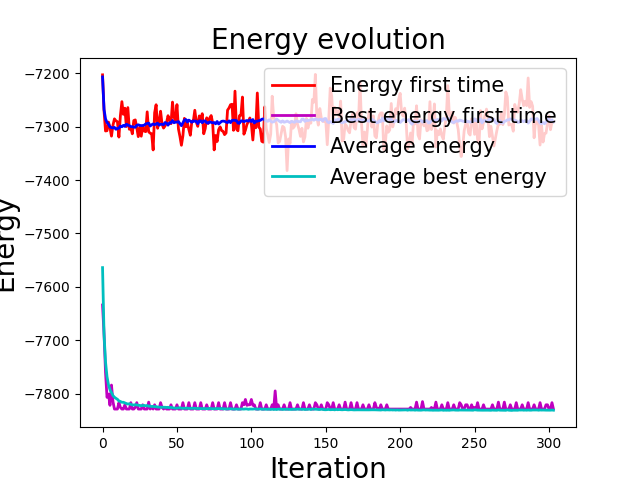 Energy evolution
Energy
−7200
−7300
−7400
−7500
−7600
−7700
−7800
Energy first time
Best energy first time
Average energy
Average best energy
0 50 100 150 200 250 300
Iteration